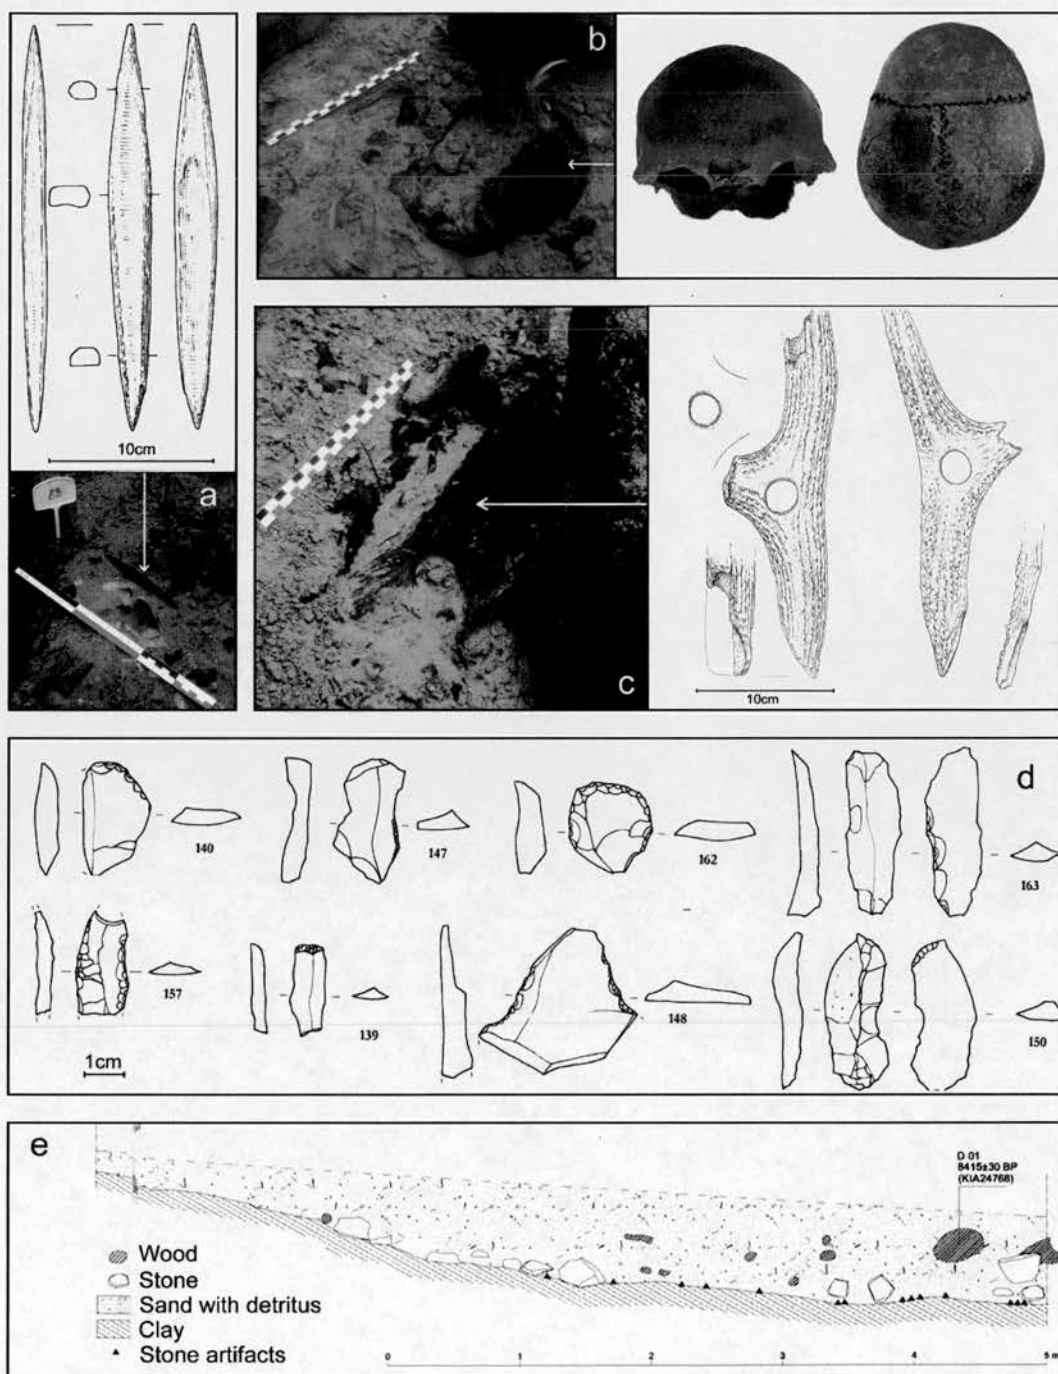 b
10cm
a
c
10cm
d
140
147
162
163
157
139
148
150
1cm
e
D 01
8415±30 BP
(KIA24768)
Wood
Stone
Sand with detritus
Clay
Stone artifacts
0 1 2 3 4 5 m